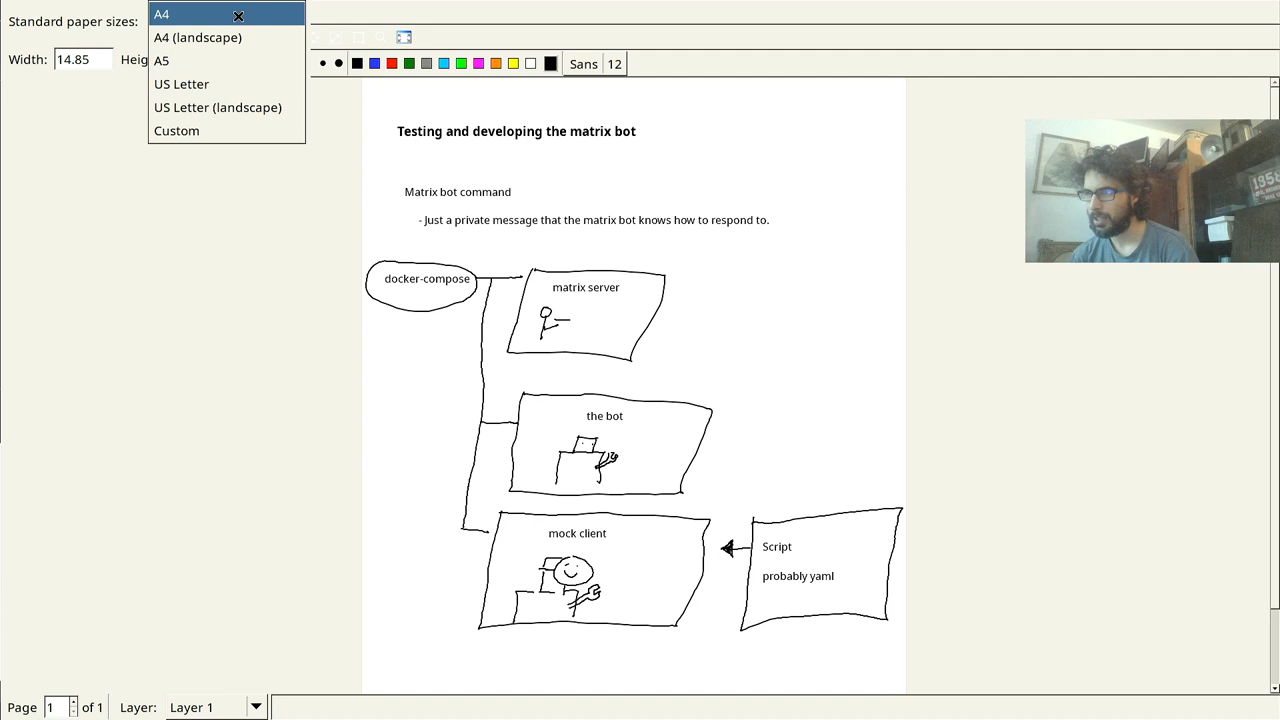 Standard paper sizes:
A4
A4 (landscape)
A5
US Letter
US Letter (landscape)
Custom
Width: 14.85
Heig
Sans 12
Testing and developing the matrix bot
Matrix bot command
- Just a private message that the matrix bot knows how to respond to.
docker-compose
matrix server
the bot
mock client
Script
probably yaml
1958
Page 1 of 1
Layer: Layer 1